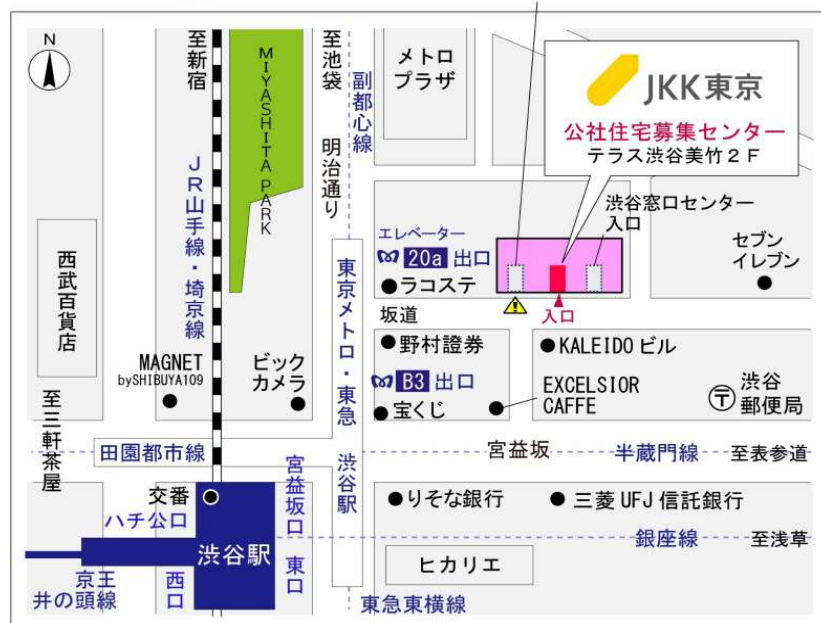 N
至新宿
MIYASHITA PARK
至池袋
副都心線
明治通り
メトロ
プラザ
JKK東京
公社住宅募集センター
テラス渋谷美竹2F
JR山手線・埼京線
渋谷窓口センター
入口
エレベーター
20a 出口
ラコステ
セブン
イレブン
西武百貨店
東京メトロ・東急
渋谷駅
坂道
入口
野村證券
KALEIDOビル
MAGNET
bySHIBUYA109
ビック
カメラ
B3 出口
宝くじ
EXCELSIOR
CAFFE
渋谷
郵便局
至三軒茶屋
田園都市線
宮益坂
半蔵門線
至表参道
交番
ハチ公口
宮益坂口
りそな銀行
三菱UFJ信託銀行
渋谷駅
銀座線
至浅草
京王
井の頭線
西口
東口
ヒカリエ
東急東横線